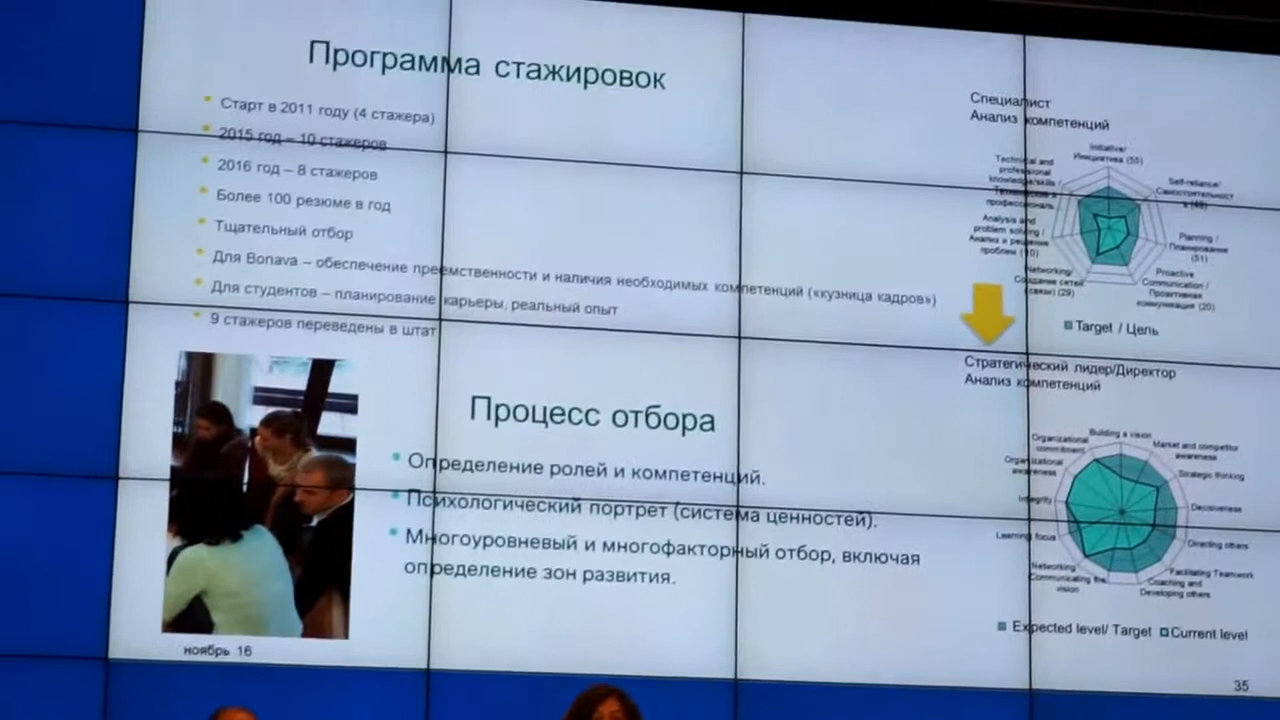 Программа стажировок
Старт в 2011 году (4 стажера)
2015 год – 10 стажеров
2016 год – 8 стажеров
Более 100 резюме в год
Тщательный отбор
Для Bonava – обеспечение преемственности и наличия необходимых компетенций («кузница кадров»)
Для студентов – планирование карьеры, реальный опыт
9 стажеров переведены в штат
Процесс отбора
Определение ролей и компетенций.
Психологический портрет (система ценностей).
Многоуровневый и многофакторный отбор, включая
определение зон развития.
ноябрь 16
Специалист
Анализ компетенций
Initiative/
Инициатива (55)
Self-reliance/
Самостоятельност
Planning /
Планирование
(51)
Proactive
Communication /
Проактивная
коммуникация (20)
Networking/
Создание сетей
(связи) (29)
Analysis and
problem solving /
Анализ и решение
проблем
Technical and
professional
knowledge/skills /
профессиональ
Target / Цель
Стратегический лидер/Директор
Анализ компетенций
Building a vision
Market and competitor
awareness
Strategic thinking
Decisiveness
Directing others
Facilitating Teamwork
Coaching and
Developing others
Communicating the
vision
Networking
Learning focus
Integrity
Organizational
awareness
Organizational
commitment
Expected level/ Target
Current level
35